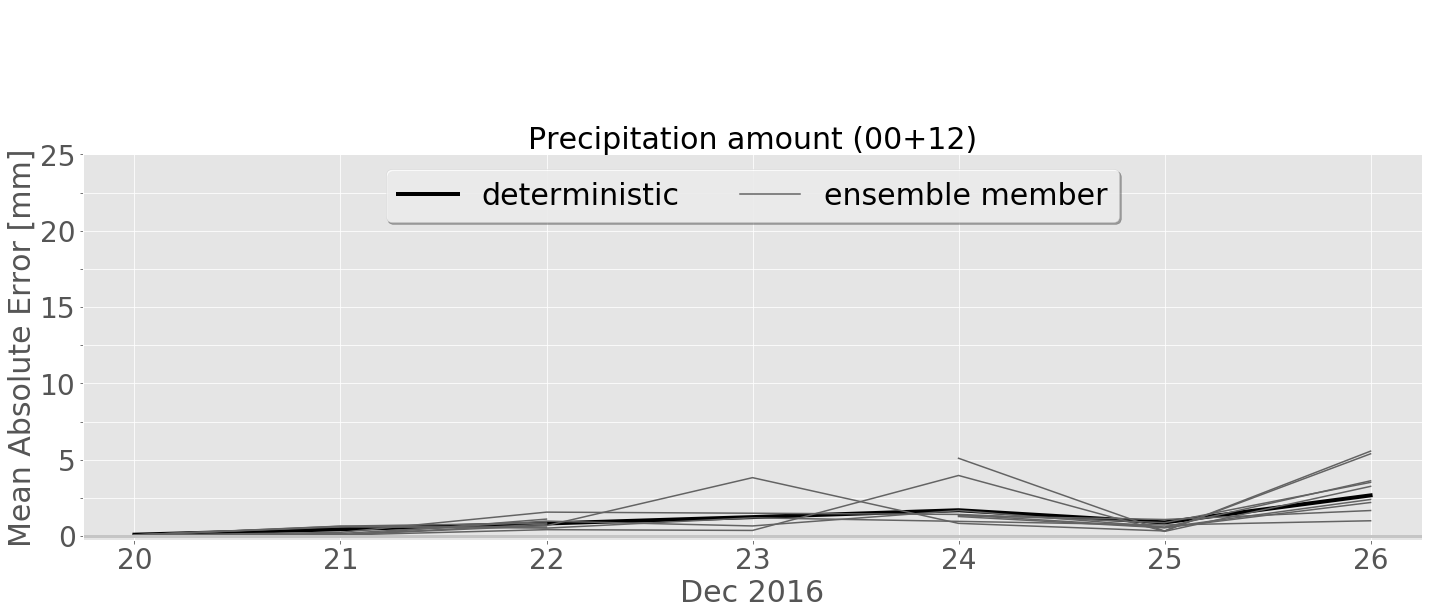 Precipitation amount (00+12)
deterministic
ensemble member
Mean Absolute Error [mm]
25
20
15
10
5
0
20 21 22 23 24 25 26
Dec 2016